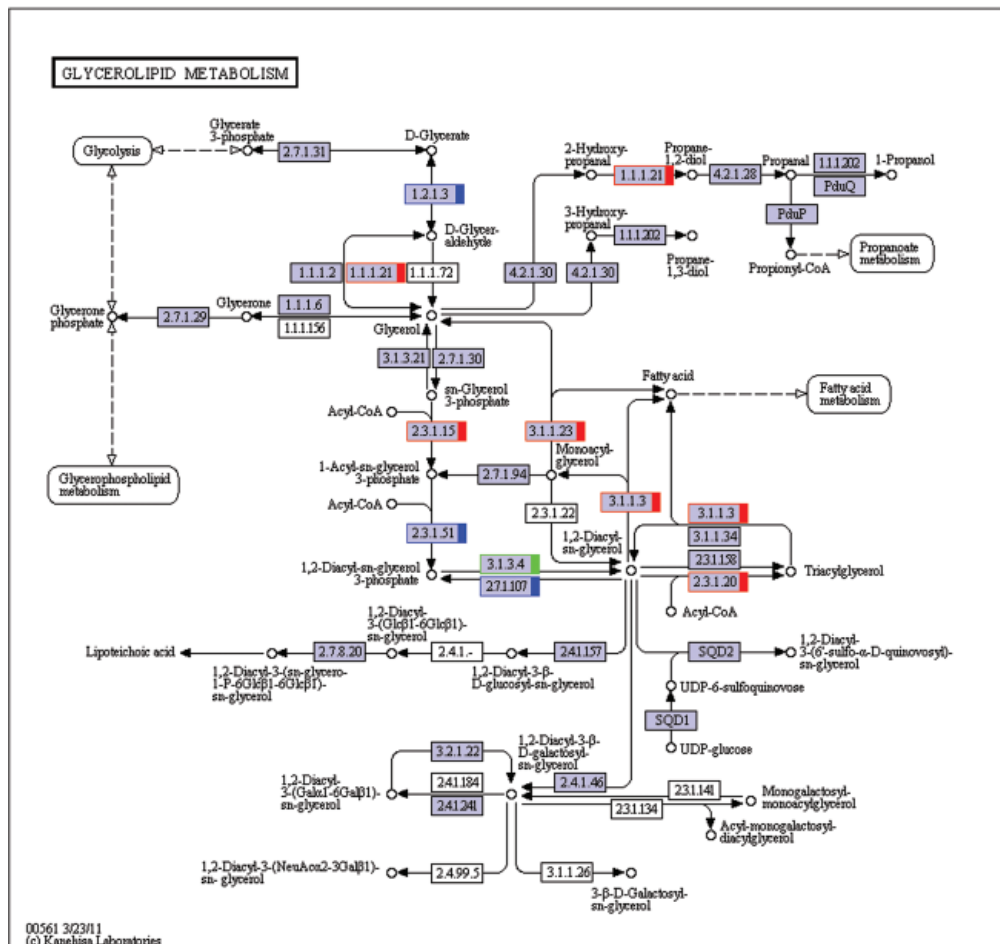 GLYCEROLIPID METABOLISM
Glycerate
3-phosphate
D-Glycerate
Glycolysis
2.7.1.31
2-Hydroxy-
propanal
Propane-
1,2-diol
Propanal
1.1.1.202
1-Propanol
1.1.1.21
4.2.1.28
PduQ
1.2.1.3
PduP
3-Hydroxy-
propanal
D-Glycer-
aldehyde
1.1.1.202
Propane-
1,3-diol
Propionyl-CoA
Propanoate
metabolism
1.1.1.2
1.1.1.21
1.1.1.72
4.2.1.30
4.2.1.30
Glycerone
phosphate
2.7.1.29
Glycerone
1.1.1.6
1.1.1.156
Glycerol
3.1.3.21
2.7.1.30
Fatty acid
Fatty acid
metabolism
sn-Glycerol
3-phosphate
Acyl-CoA
2.3.1.15
3.1.1.23
Monoacyl-
glycerol
1-Acyl-sn-glycerol
3-phosphate
2.7.1.94
Glycerophospholipid
metabolism
Acyl-CoA
2.3.1.22
3.1.1.3
3.1.1.3
2.3.1.51
1,2-Diacyl-
sn-glycerol
3.1.1.34
2.3.1.158
1,2-Diacyl-sn-glycerol
3-phosphate
3.1.3.4
2.7.1.107
2.3.1.20
Triacylglycerol
Acyl-CoA
1,2-Diacyl-
3-(Glcβ1-6Glcβ1)-
sn-glycerol
Lipoteichoic acid
2.7.8.20
2.4.1.-
2.4.1.157
SQD2
1,2-Diacyl-
3-(6'-sulfo-α-D-quinovosyl)-
sn-glycerol
1,2-Diacyl-3-(sn-glycero-
1-P-6Glcβ1-6Glcβ1)-
sn-glycerol
1,2-Diacyl-3-β-
D-glucosyl-sn-glycerol
UDP-6-sulfoquinovose
SQD1
UDP-glucose
3.2.1.22
1,2-Diacyl-3-β-
D-galactosyl-
sn-glycerol
1,2-Diacyl-
3-(Galα1-6Galβ1)-
sn-glycerol
2.4.1.184
2.4.1.241
2.4.1.46
2.3.1.141
2.3.1.134
Monogalactosyl-
monoacylglycerol
Acyl-monogalactosyl-
diacylglycerol
1,2-Diacyl-3-(NeuAcα2-3Galβ1)-
sn- glycerol
2.4.99.5
3.1.1.26
3-β-D-Galactosyl-
sn-glycerol
00561 3/23/11
(c) Kanehisa Laboratories